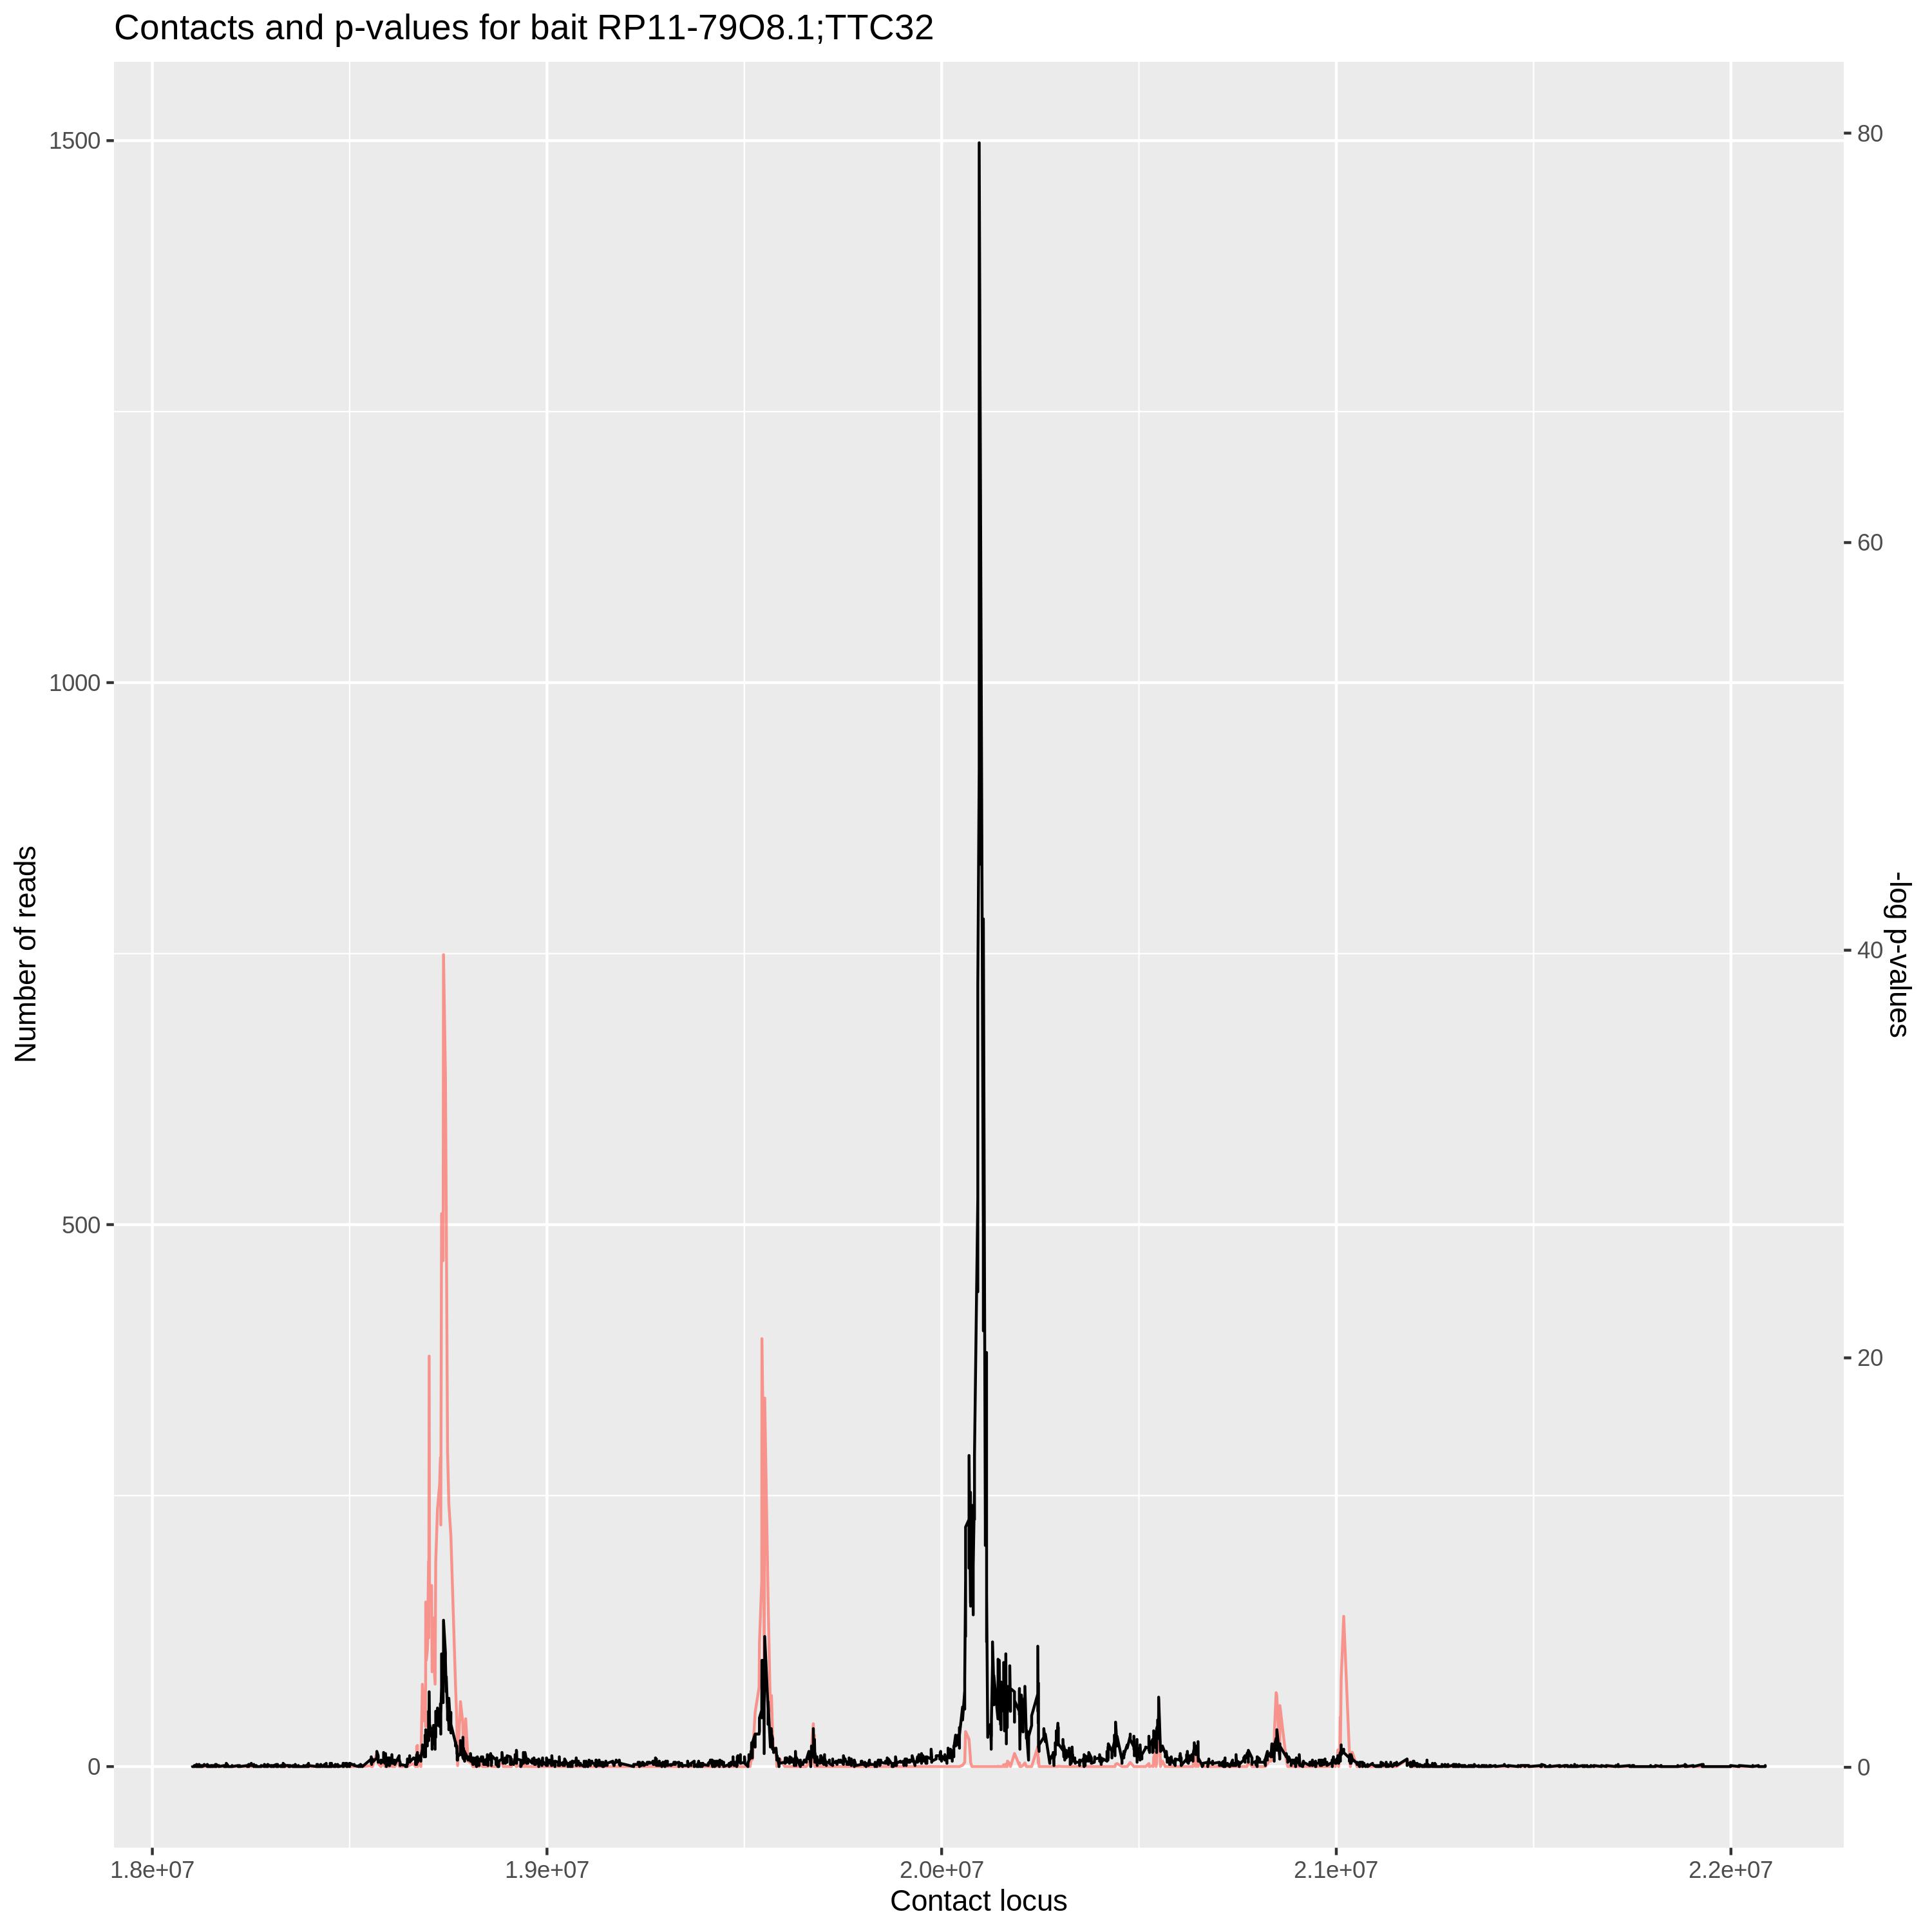 Contacts and p-values for bait RP11-79O8.1;TTC32
1500
1000
500
0
Number of reads
80
60
40
20
0
-log p-values
1.8e+07 1.9e+07 2.0e+07 2.1e+07 2.2e+07
Contact locus